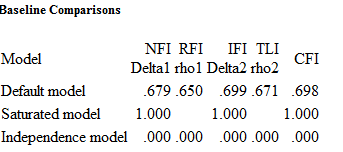 Baseline Comparisons
Model NFI RFI IFI TLI CFI
Delta1 rho1 Delta2 rho2
Default model .679 .650 .699 .671 .698
Saturated model 1.000 1.000 1.000
Independence model .000 .000 .000 .000 .000